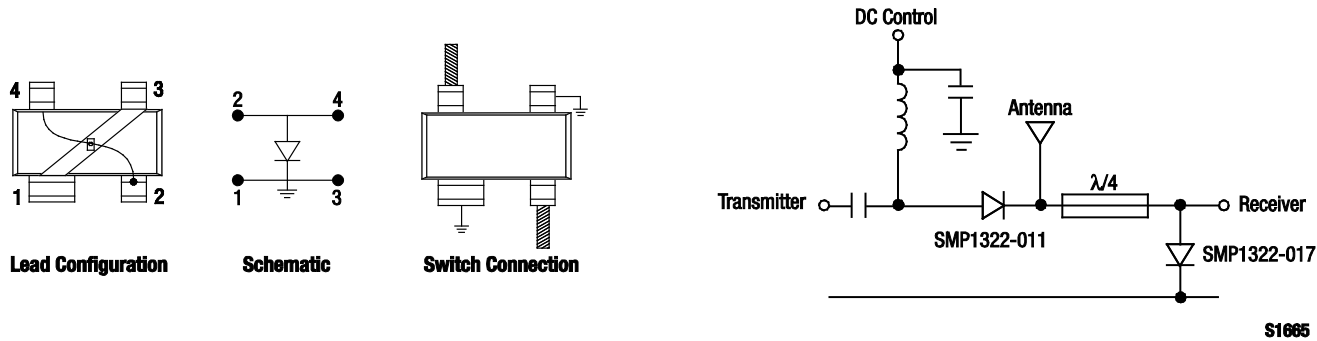 4 3
1 2
Lead Configuration
2 4
1 3
Schematic
Switch Connection
DC Control
Antenna
λ/4
Transmitter
Receiver
SMP1322-011
SMP1322-017
S1665